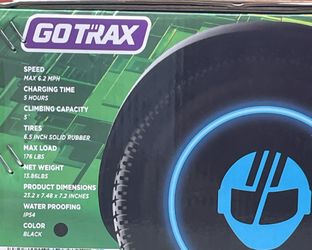 GOTRAX
SPEED
MAX 6.2 MPH
CHARGING TIME
5 HOURS
CLIMBING CAPACITY
5°
TIRES
6.5 INCH SOLID RUBBER
MAX LOAD
176 LBS
NET WEIGHT
13.86LBS
PRODUCT DIMENSIONS
23.2 x 7.48 x 7.2 INCHES
WATER PROOFING
IP54
COLOR
BLACK